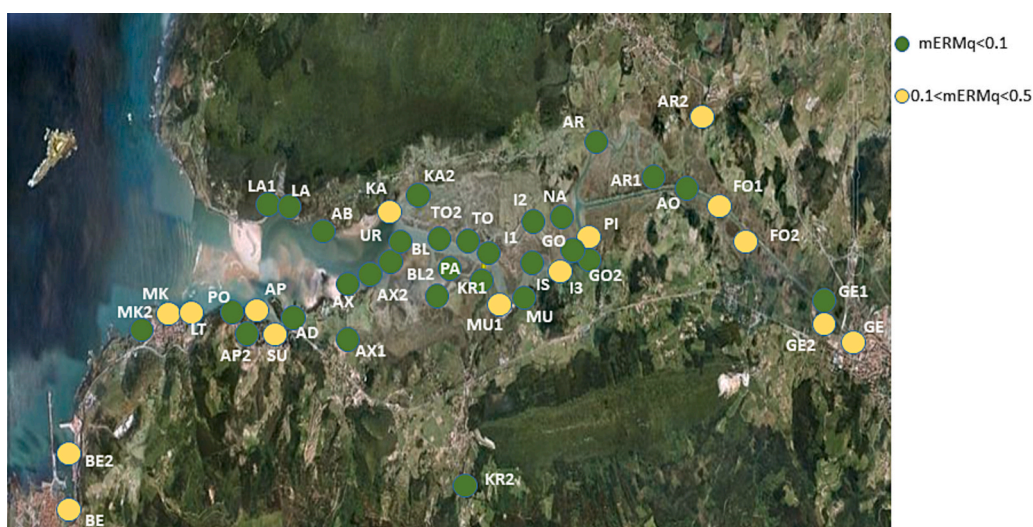 mERMq<0.1
0.1<mERMq<0.5
AR2
AR
LA1
LA
KA
KA2
AB
TO2
TO
I2
NA
AR1
AO
FO1
UR
BL
I1
GO
PI
FO2
BL2
PA
KR1
IS
I3
GO2
AX
AX2
MK
PO
AP
MU1
MU
GE1
MK2
LT
AD
AP2
SU
AX1
GE2
GE
BE2
KR2
BE